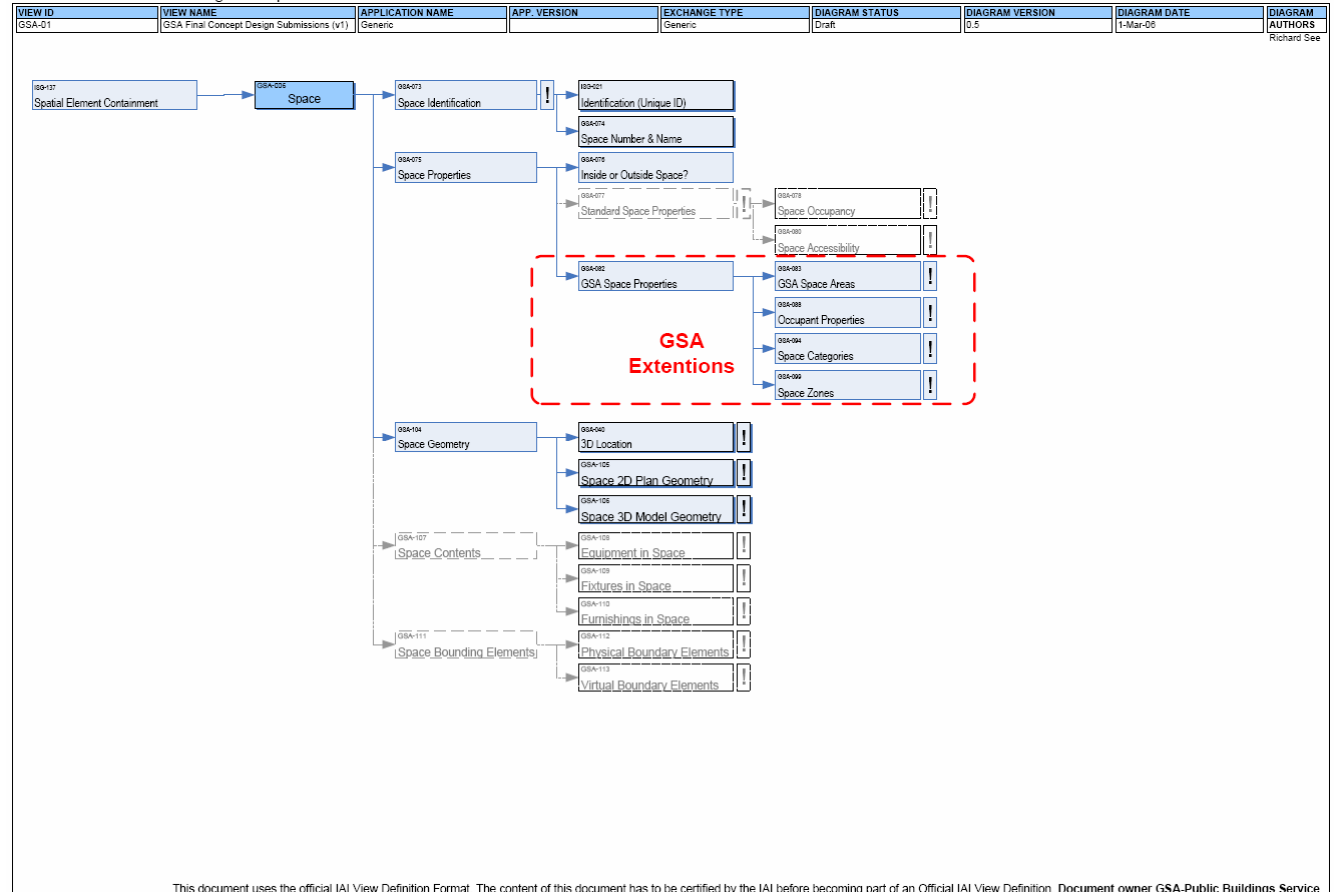 VIEW ID VIEW NAME APPLICATION NAME APP. VERSION EXCHANGE TYPE DIAGRAM STATUS DIAGRAM VERSION DIAGRAM DATE DIAGRAM AUTHORS
GSA-01 GSA Final Concept Design Submissions (v1) Generic Generic Draft 0.5 1-Mar-06 Richard See
ISG-137
Spatial Element Containment
GSA-026
Space
GSA-073
Space Identification
!
ISG-021
Identification (Unique ID)
GSA-074
Space Number & Name
GSA-075
Space Properties
GSA-076
Inside or Outside Space?
GSA-077
Standard Space Properties
!
GSA-078
Space Occupancy
!
GSA-080
Space Accessibility
!
GSA-082
GSA Space Properties
GSA-083
GSA Space Areas
!
GSA-088
Occupant Properties
!
GSA-094
Space Categories
!
GSA-099
Space Zones
!
GSA
Extentions
GSA-104
Space Geometry
GSA-040
3D Location
!
GSA-105
Space 2D Plan Geometry
!
GSA-106
Space 3D Model Geometry
!
GSA-107
Space Contents
GSA-108
Equipment in Space
!
GSA-109
Fixtures in Space
!
GSA-110
Furnishings in Space
!
GSA-111
Space Bounding Elements
GSA-112
Physical Boundary Elements
!
GSA-113
Virtual Boundary Elements
!
This document uses the official IAI View Definition Format. The content of this document has to be certified by the IAI before becoming part of an Official IAI View Definition. Document owner GSA-Public Buildings Service